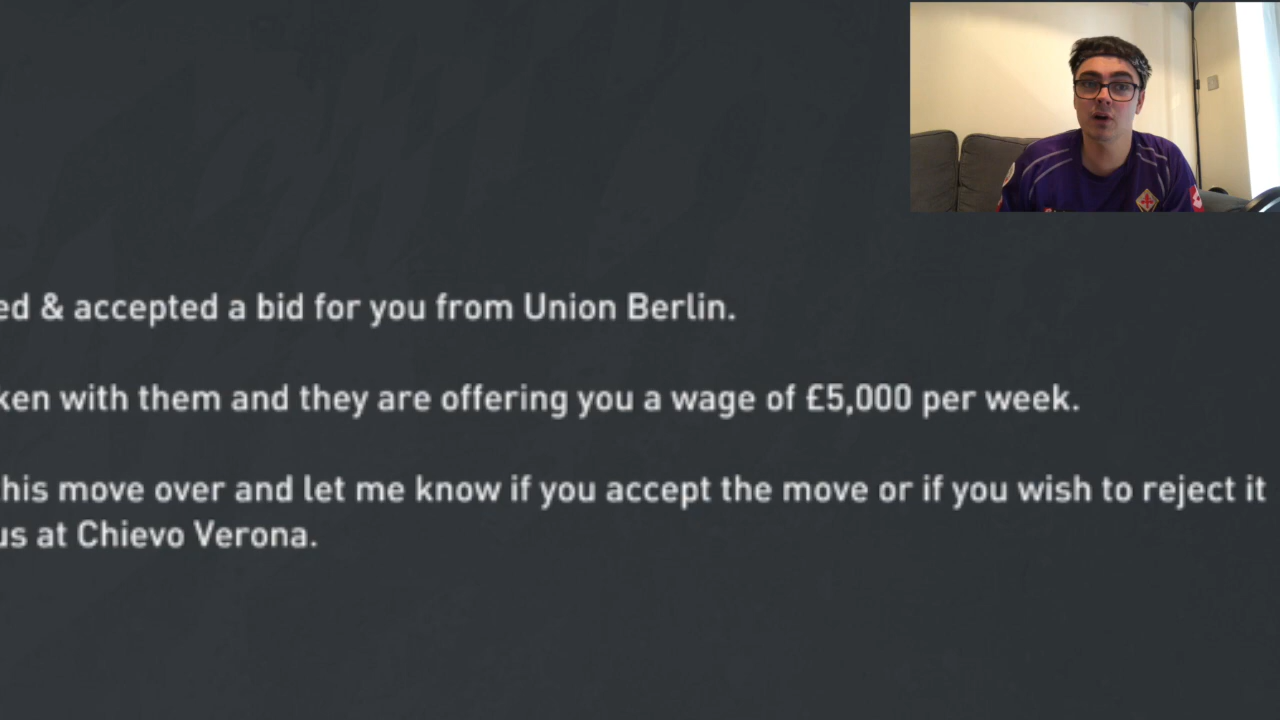 ed & accepted a bid for you from Union Berlin.
ken with them and they are offering you a wage of £5,000 per week.
his move over and let me know if you accept the move or if you wish to reject it
us at Chievo Verona.